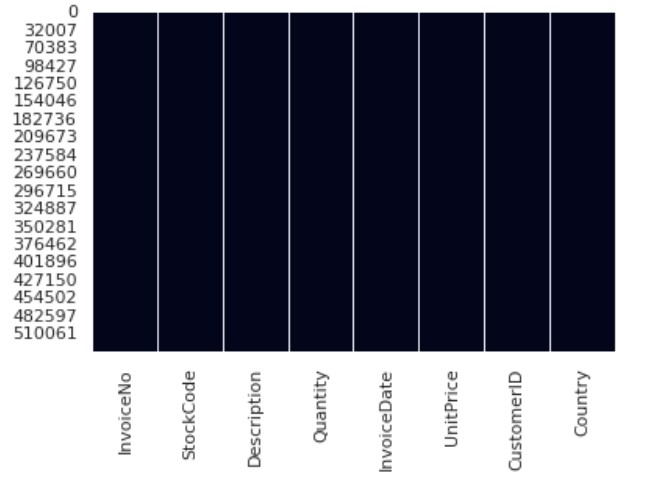 0
32007
70383
98427
126750
154046
182736
209673
237584
269660
296715
324887
350281
376462
401896
427150
454502
482597
510061
InvoiceNo
StockCode
Description
Quantity
InvoiceDate
UnitPrice
CustomerID
Country